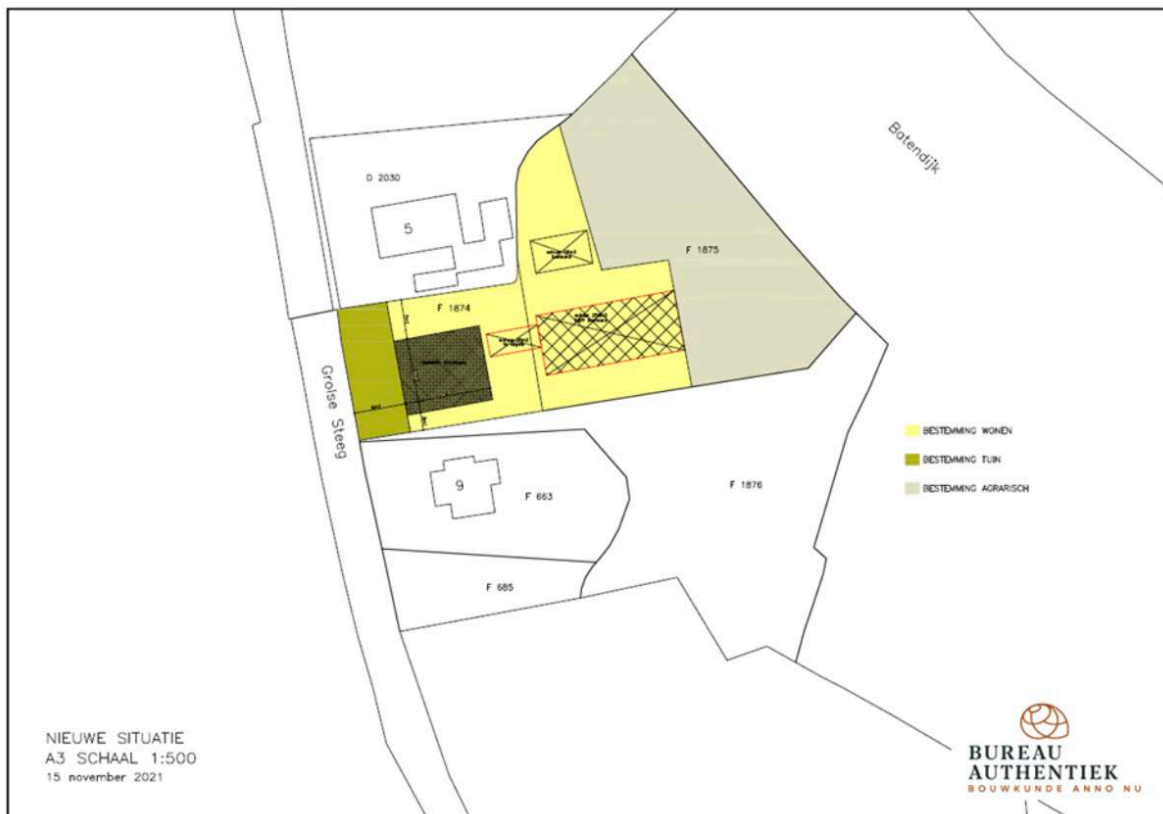 Batendijk
D 2030
5
F 1875
F 1874
Grolse Steeg
BESTEMMING WONEN
BESTEMMING TUIN
BESTEMMING AGRARISCH
9
F 663
F 1876
F 685
NIEUWE SITUATIE
A3 SCHAAL 1:500
15 november 2021
BUREAU
AUTHENTIEK
BOUWKUNDE ANNO NU